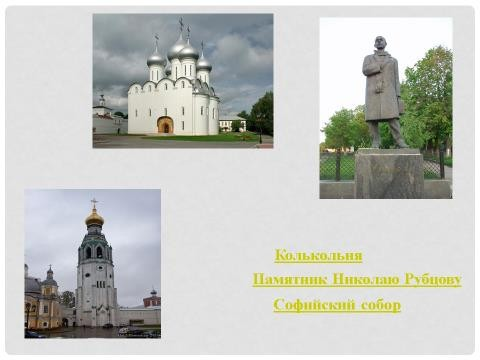 Колькольня
Памятник Николаю Рубцову
Софийский собор